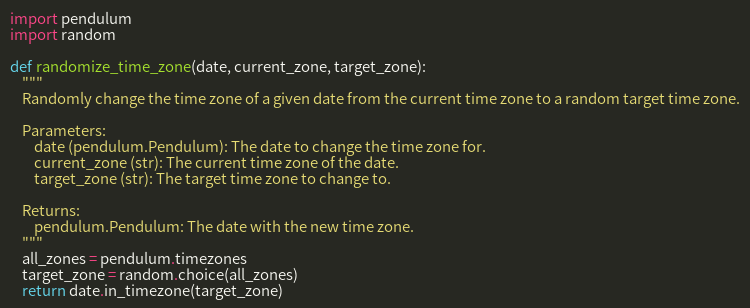 import pendulum
import random

def randomize_time_zone(date, current_zone, target_zone):
    """
    Randomly change the time zone of a given date from the current time zone to a random target time zone.

    Parameters:
        date (pendulum.Pendulum): The date to change the time zone for.
        current_zone (str): The current time zone of the date.
        target_zone (str): The target time zone to change to.

    Returns:
        pendulum.Pendulum: The date with the new time zone.
    """
    all_zones = pendulum.timezones
    target_zone = random.choice(all_zones)
    return date.in_timezone(target_zone)